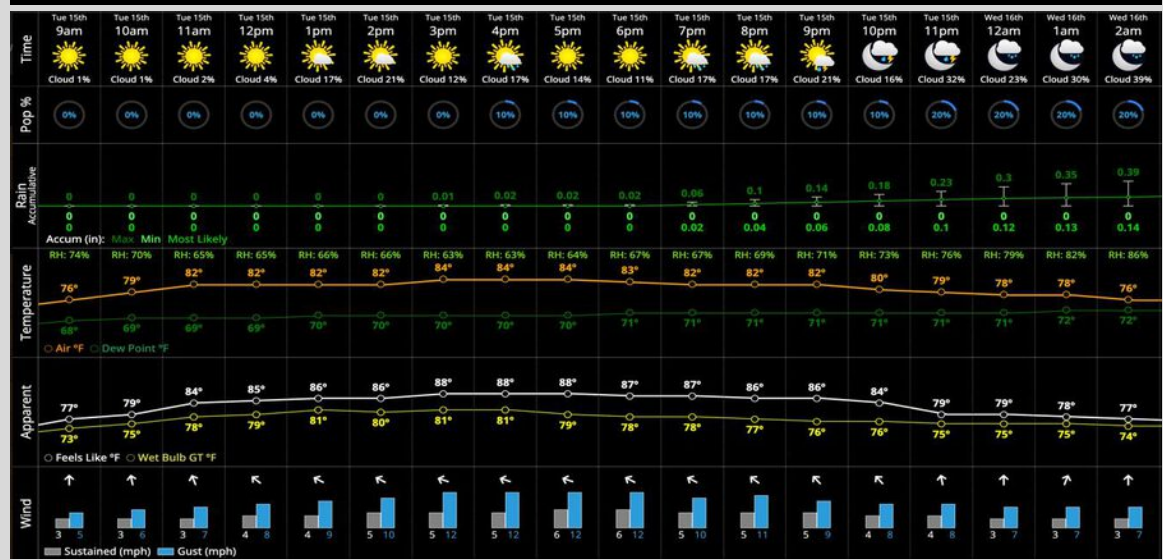 Tue 15th Tue 15th Tue 15th Tue 15th Tue 15th Tue 15th Tue 15th Tue 15th Tue 15th Tue 15th Tue 15th Tue 15th Tue 15th Tue 15th Tue 15th Wed 16th Wed 16th Wed 16th
Time 9am 10am 11am 12pm 1pm 2pm 3pm 4pm 5pm 6pm 7pm 8pm 9pm 10pm 11pm 12am 1am 2am
Cloud 1% Cloud 1% Cloud 2% Cloud 4% Cloud 17% Cloud 21% Cloud 12% Cloud 17% Cloud 14% Cloud 11% Cloud 17% Cloud 17% Cloud 21% Cloud 16% Cloud 32% Cloud 23% Cloud 30% Cloud 39%
Pop % 0% 0% 0% 0% 0% 0% 0% 10% 10% 10% 10% 10% 10% 10% 20% 20% 20% 20%
Rain Accumulative
0 0 0 0 0 0 0.01 0.02 0.02 0.02 0.06 0.1 0.14 0.18 0.23 0.3 0.35 0.39
0 0 0 0 0 0 0 0 0 0 0 0 0 0 0 0 0 0
0 0 0 0 0 0 0 0 0 0 0.02 0.04 0.06 0.08 0.1 0.12 0.13 0.14
Accum (in): Max Min Most Likely
RH: 74% RH: 70% RH: 65% RH: 65% RH: 66% RH: 66% RH: 63% RH: 63% RH: 64% RH: 67% RH: 67% RH: 69% RH: 71% RH: 73% RH: 76% RH: 79% RH: 82% RH: 86%
Temperature
76° 79° 82° 82° 82° 82° 84° 84° 84° 83° 82° 82° 82° 80° 79° 78° 78° 76°
68° 69° 69° 69° 70° 70° 70° 70° 70° 71° 71° 71° 71° 71° 71° 71° 72° 72°
Air °F Dew Point °F
Apparent
77° 79° 84° 85° 86° 86° 88° 88° 88° 87° 87° 86° 86° 84° 79° 79° 78° 77°
73° 75° 78° 79° 81° 80° 81° 81° 79° 78° 78° 77° 76° 76° 75° 75° 75° 74°
Feels Like °F Wet Bulb GT °F
Wind
3 5 3 6 3 7 4 8 4 9 5 10 5 12 5 12 6 12 6 12 5 10 5 11 5 9 4 8 4 8 3 7 3 7 3 7
Sustained (mph) Gust (mph)